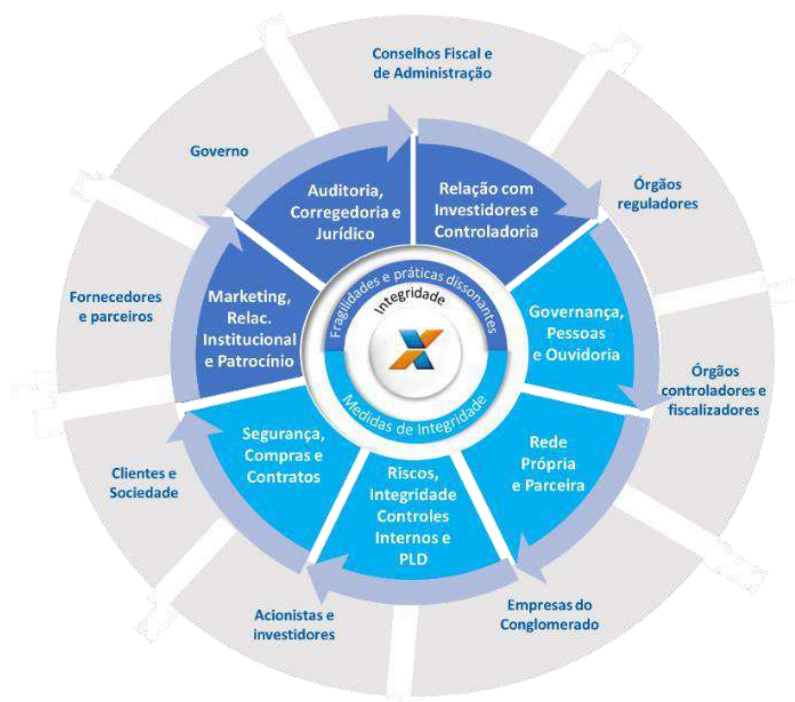 Conselhos Fiscal e
de Administração
Órgãos
reguladores
Órgãos
controladores e
fiscalizadores
Empresas do
Conglomerado
Acionistas e
investidores
Clientes e
Sociedade
Fornecedores
e parceiros
Governo
Auditoria,
Corregedoria e
Jurídico
Relação com
Investidores e
Controladoria
Governança,
Pessoas
e Ouvidoria
Rede
Própria
e Parceira
Riscos,
Integridade
Controles
Internos e
PLD
Segurança,
Compras e
Contratos
Marketing,
Relac.
Institucional
e Patrocínio
Fragilidades e práticas dissonantes
Integridade
Medidas de Integridade